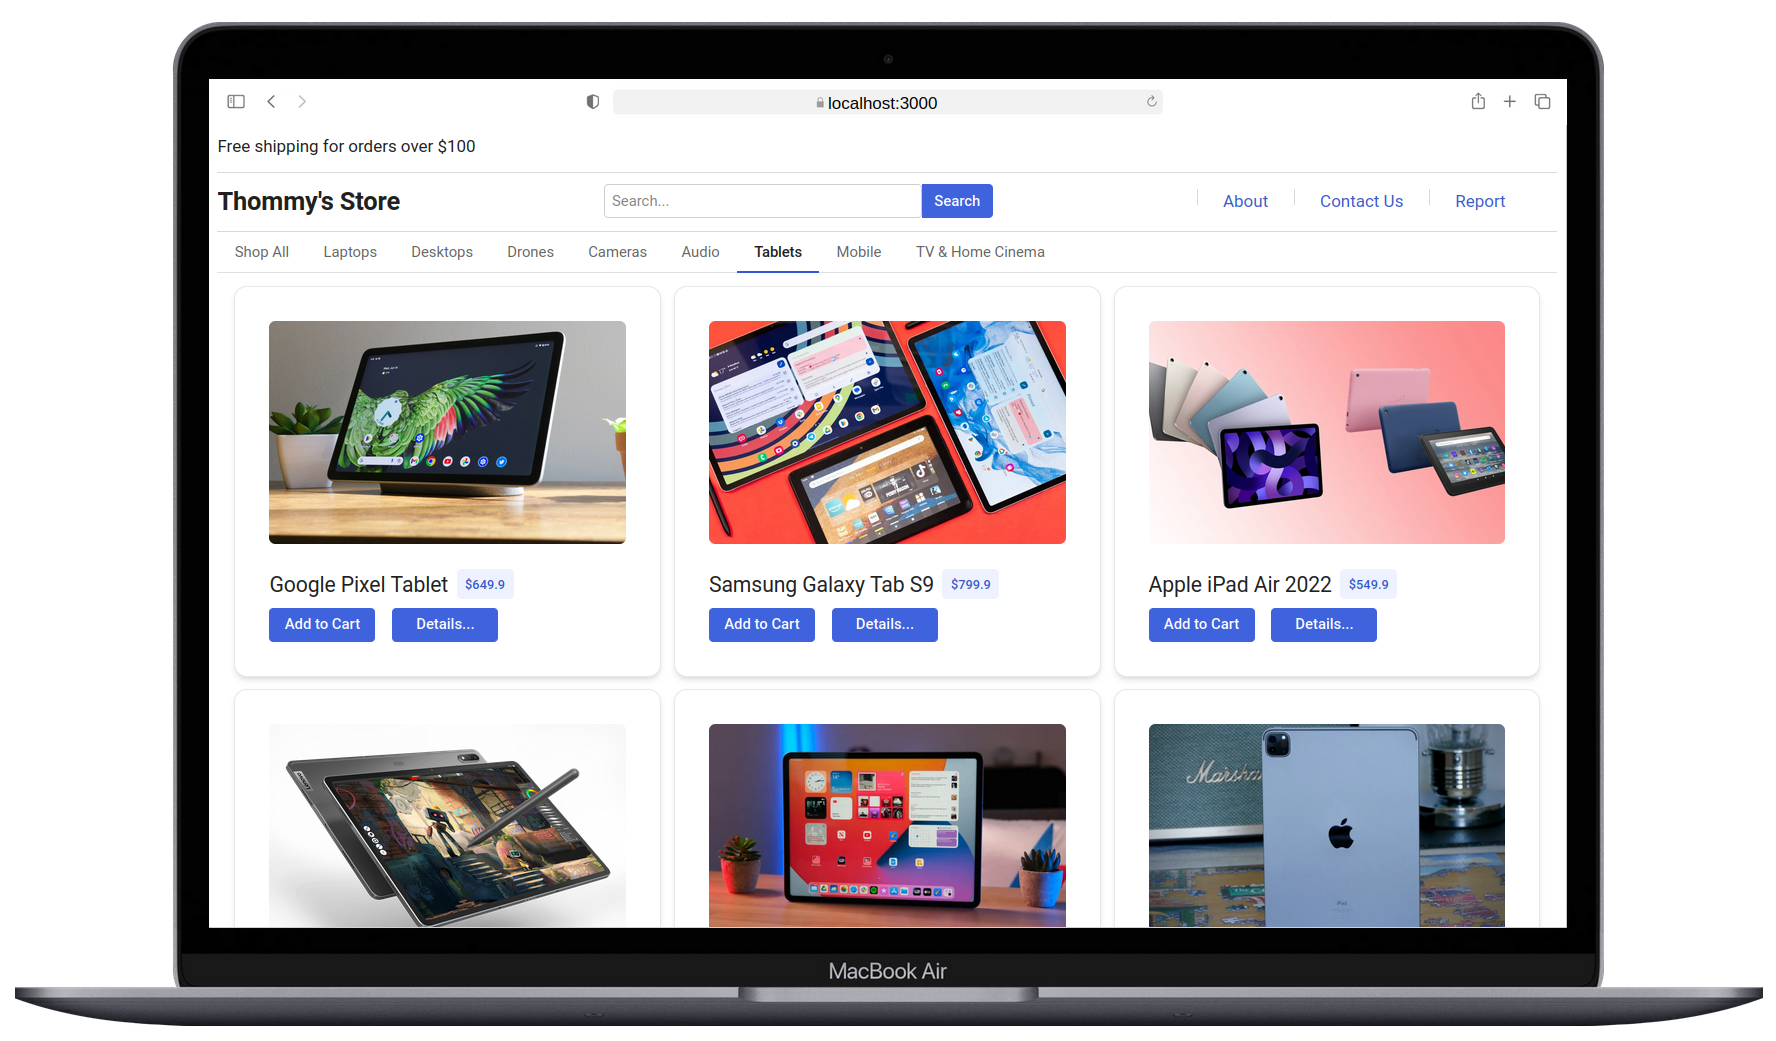 localhost:3000
Free shipping for orders over $100
Thommy's Store
Search...
Search
About
Contact Us
Report
Shop All
Laptops
Desktops
Drones
Cameras
Audio
Tablets
Mobile
TV & Home Cinema
Google Pixel Tablet
$649.9
Add to Cart
Details...
Samsung Galaxy Tab S9
$799.9
Add to Cart
Details...
Apple iPad Air 2022
$549.9
Add to Cart
Details...
iPad
MacBook Air